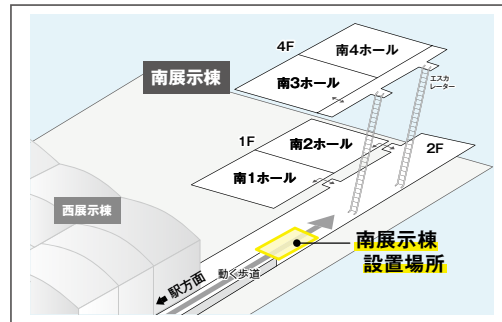 4F
南4ホール
南3ホール
南展示棟
エスカ
レーター
1F
南2ホール
2F
南1ホール
西展示棟
南展示棟
設置場所
動く歩道
駅方面